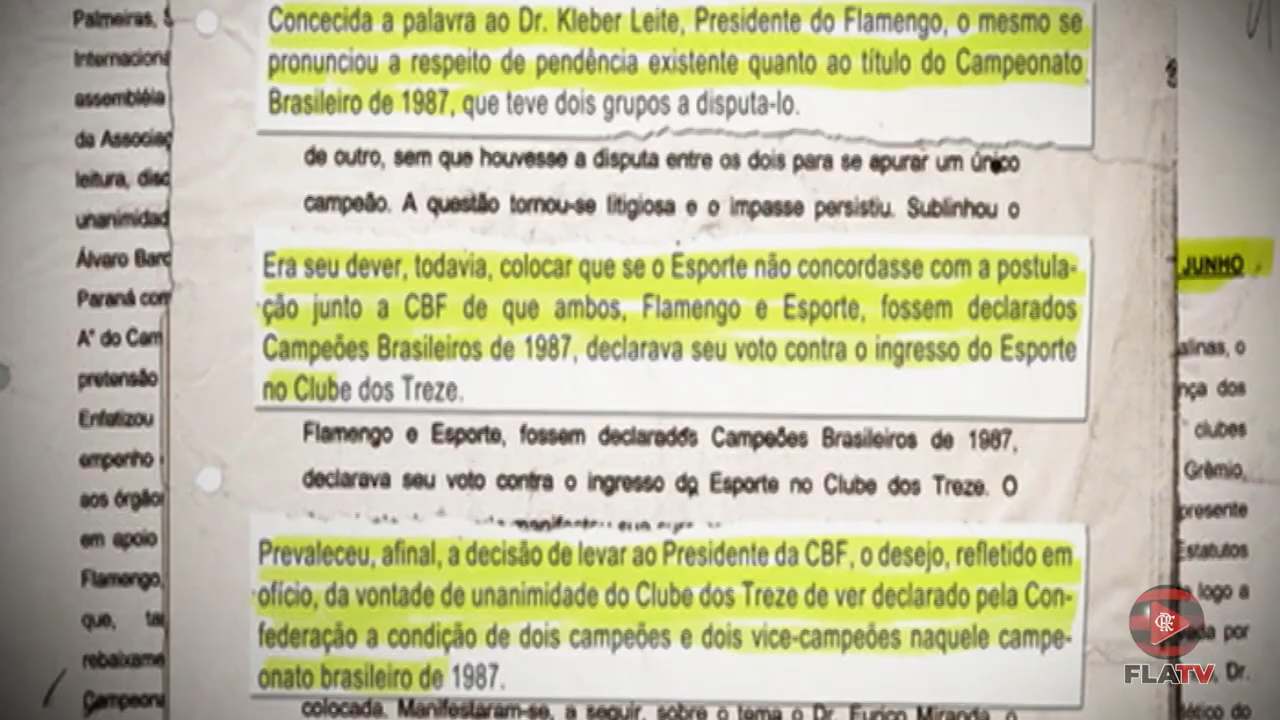 Palmeiras,
Internacion
assembléia
da Associaç
leitura, disc
unanimidad
Álvaro Barc
Paraná com
A° do Cam
pretensão
Enfatizou
empenho
aos órgãos
em apoio
Flamengo,
que, ta
rebaixame
Campeona
Concecida a palavra ao Dr. Kleber Leite, Presidente do Flamengo, o mesmo se
pronunciou a respeito de pendência existente quanto ao título do Campeonato
Brasileiro de 1987, que teve dois grupos a disputa-lo.
de outro, sem que houvesse a disputa entre os dois para se apurar um único
campeão. A questão tornou-se litigiosa e o impasse persistiu. Sublinhou o
Era seu dever, todavia, colocar que se o Esporte não concordasse com a postula-
ção junto a CBF de que ambos, Flamengo e Esporte, fossem declarados
Campeões Brasileiros de 1987, declarava seu voto contra o ingresso do Esporte
no Clube dos Treze.
Flamengo e Esporte, fossem declarados Campeões Brasileiros de 1987,
declarava seu voto contra o ingresso do Esporte no Clube dos Treze. O
manifestou
Prevaleceu, afinal, a decisão de levar ao Presidente da CBF, o desejo, refletido em
ofício, da vontade de unanimidade do Clube dos Treze de ver declarado pela Con-
federação a condição de dois campeões e dois vice-campeões naquele campe-
onato brasileiro de 1987.
colocada. Manifestaram-se, a seguir, sobre o tema o Dr. Eurico Miranda, o
JUNHO
alinas, o
nça dos
clubes
Grêmio,
presente
Estatutos
logo a
ada por
Dr.
ético do
FLATV